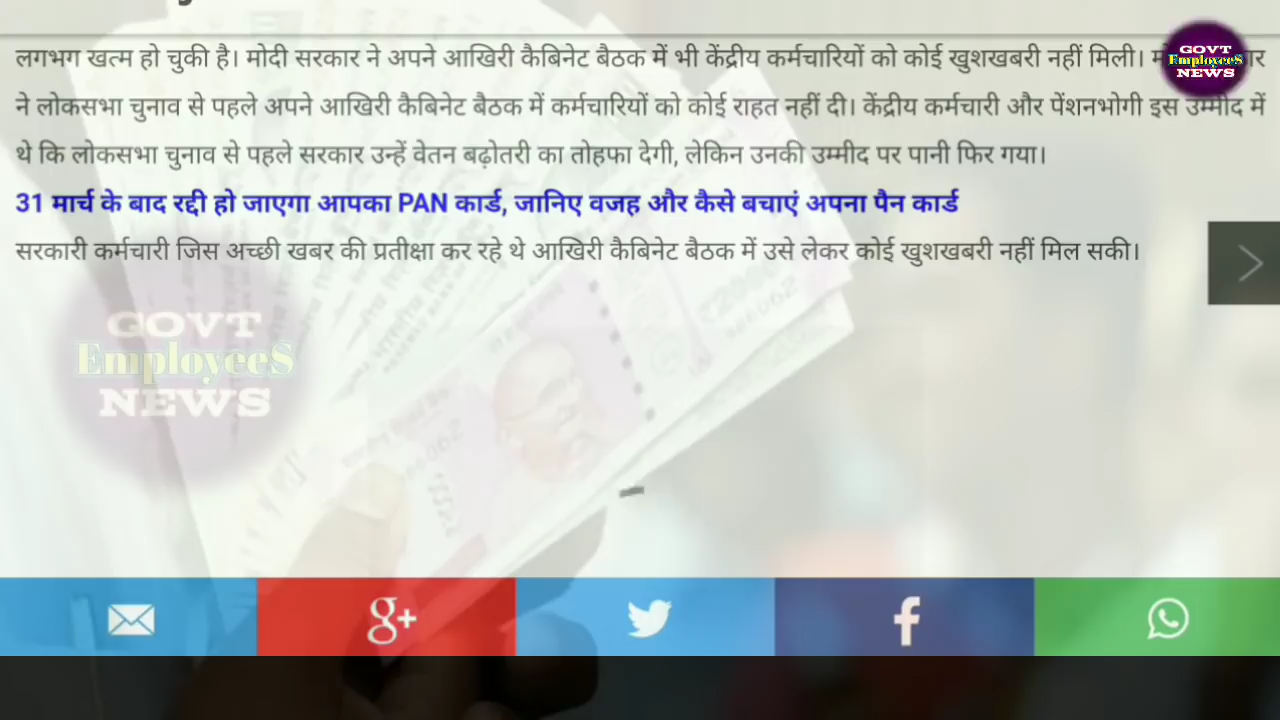 लगभग खत्म हो चुकी है। मोदी सरकार ने अपने आखिरी कैबिनेट बैठक में भी केंद्रीय कर्मचारियों को कोई खुशखबरी नहीं मिली।
ने लोकसभा चुनाव से पहले अपने आखिरी कैबिनेट बैठक में कर्मचारियों को कोई राहत नहीं दी। केंद्रीय कर्मचारी और पेंशनभोगी इस उम्मीद में
थे कि लोकसभा चुनाव से पहले सरकार उन्हें वेतन बढ़ोतरी का तोहफा देगी, लेकिन उनकी उम्मीद पर पानी फिर गया।
31 मार्च के बाद रद्दी हो जाएगा आपका PAN कार्ड, जानिए वजह और कैसे बचाएं अपना पैन कार्ड
सरकारी कर्मचारी जिस अच्छी खबर की प्रतीक्षा कर रहे थे आखिरी कैबिनेट बैठक में उसे लेकर कोई खुशखबरी नहीं मिल सकी।
GOVT
EmployeeS
NEWS
GOVT
EmployeeS
NEWS
g+
f